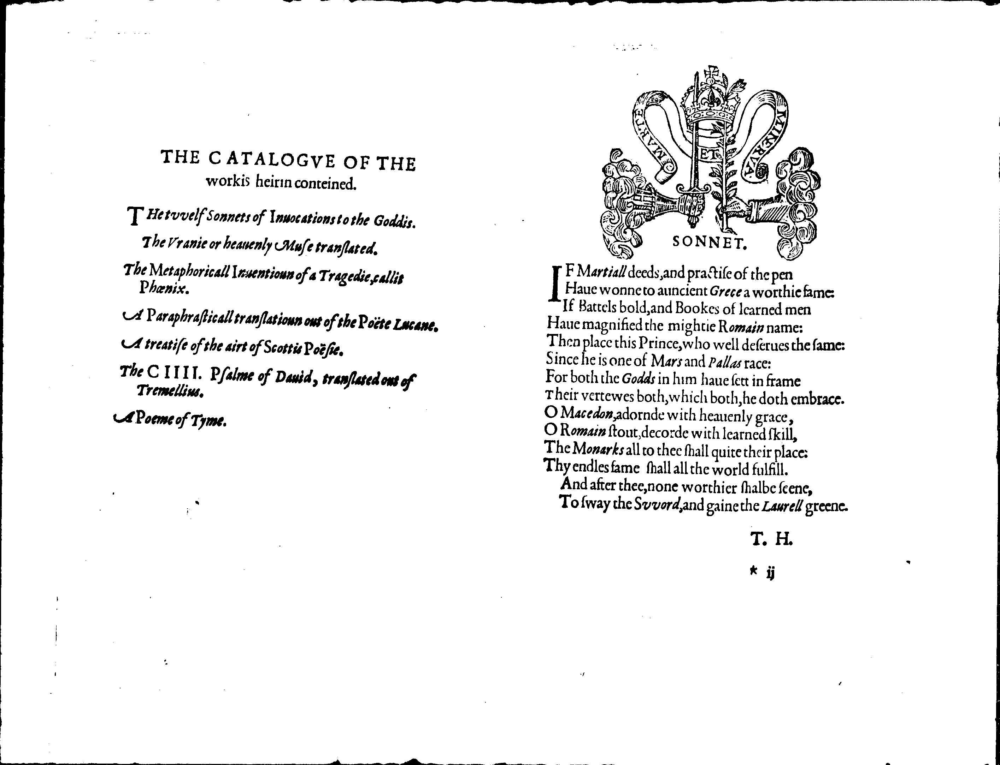 THE CATALOGVE OF THE
workis heirin conteined.
THe tvvelf Sonnets of Inuocations to the Goddis.
The Vranie or heauenly Muſe tranſlated.
The Metaphoricall Inuentioun of a Tragedie, callit
Phœnix.
A Paraphraſticall tranſlatioun out of the Poëte Lucane.
A treatiſe of the airt of Scottis Poëſie.
The C IIII. Pſalme of Dauid, tranſlated out of
Tremellius.
A Poeme of Tyme.
MARTE ET MINERVA.
SONNET.
IF Martiall deeds, and practiſe of the pen
Haue wonne to auncient Grece a worthie fame:
If Battels bold, and Bookes of learned men
Haue magnified the mightie Romain name:
Then place this Prince, who well deſerues the ſame:
Since he is one of Mars and Pallas race:
For both the Godds in him haue ſett in frame
Their vertewes both, which both, he doth embrace.
O Macedon, adornde with heauenly grace,
O Romain ſtout, decorde with learned ſkill,
The Monarks all to thee ſhall quite their place:
Thy endles fame ſhall all the world fulfill.
And after thee, none worthier ſhalbe ſeene,
To ſway the Svvord, and gaine the Laurell greene.
T. H.
* ij